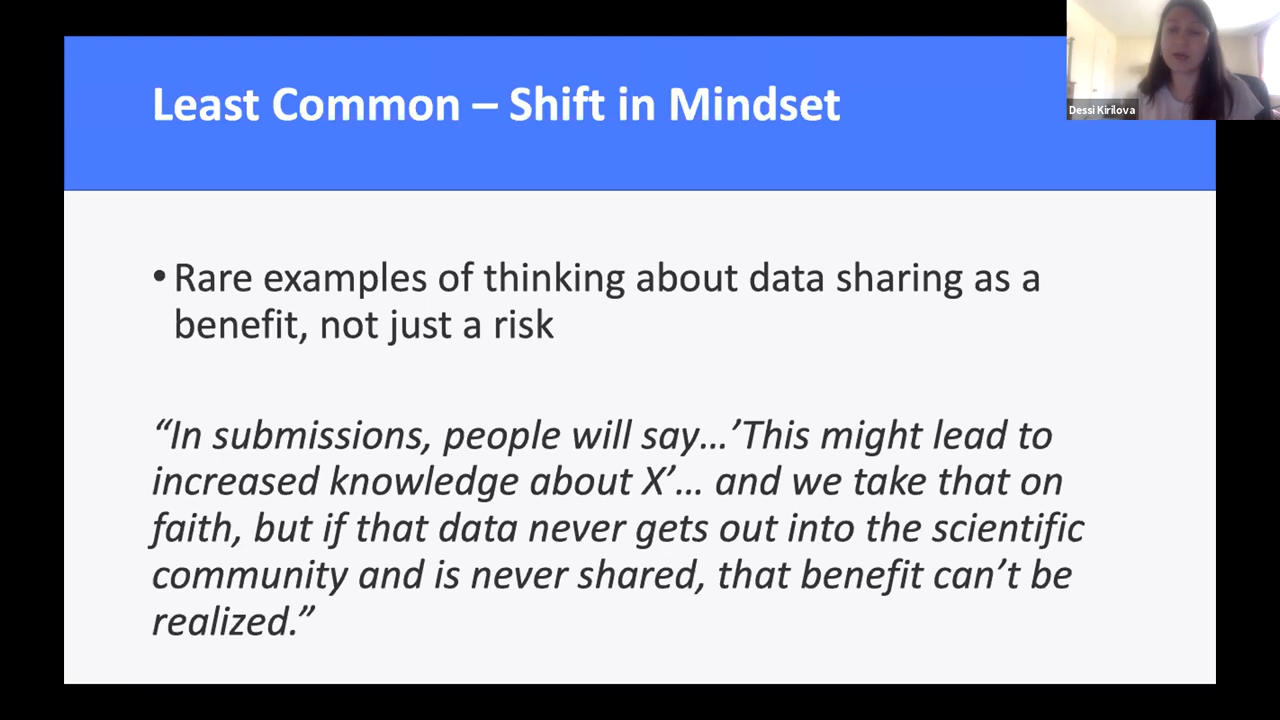 Least Common – Shift in Mindset
Dessi Kirilova
• Rare examples of thinking about data sharing as a
benefit, not just a risk
“In submissions, people will say…’This might lead to
increased knowledge about X’… and we take that on
faith, but if that data never gets out into the scientific
community and is never shared, that benefit can’t be
realized.”